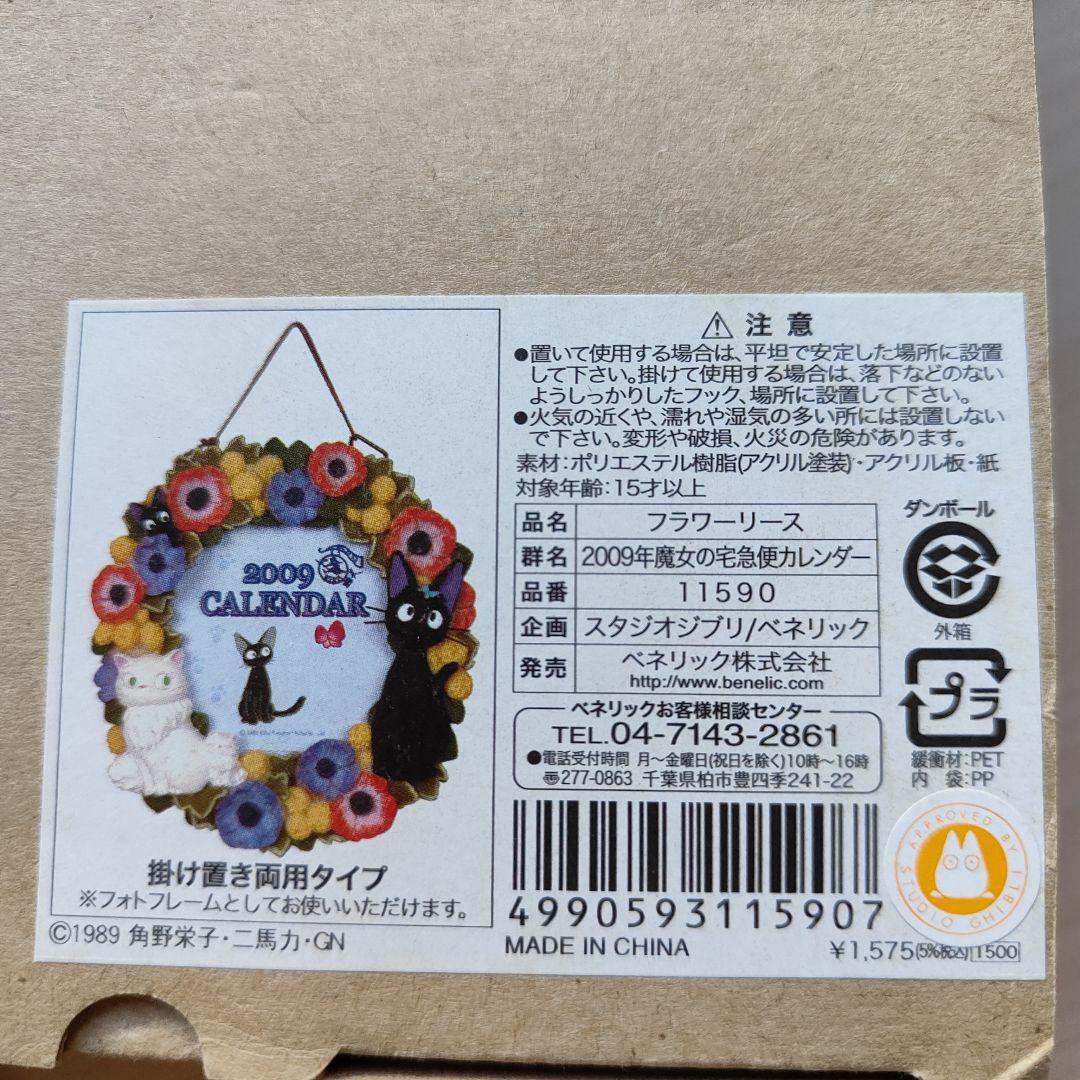 2009
CALENDAR
掛け置き両用タイプ
※フォトフレームとしてお使いいただけます。
©1989 角野栄子・二馬力・GN
⚠ 注意
●置いて使用する場合は、平坦で安定した場所に設置
して下さい。掛けて使用する場合は、落下などのない
ようしっかりしたフック、場所に設置して下さい。
●火気の近くや、濡れや湿気の多い所には設置しない
で下さい。変形や破損、火災の危険があります。
素材：ポリエステル樹脂(アクリル塗装)・アクリル板・紙
対象年齢：15才以上
品名 フラワーリース
群名 2009年魔女の宅急便カレンダー
品番 11590
企画 スタジオジブリ/ベネリック
発売 ベネリック株式会社
http://www.benelic.com
ベネリックお客様相談センター
TEL.04-7143-2861
●電話受付時間 月〜金曜日(祝日を除く)10時〜16時
〒277-0863 千葉県柏市豊四季241-22
ダンボール
外箱
プラ
緩衝材：PET
内 袋：PP
APPROVED BY
STUDIO GHIBLI
4990593115907
MADE IN CHINA
¥1,575(5%税込) 1500